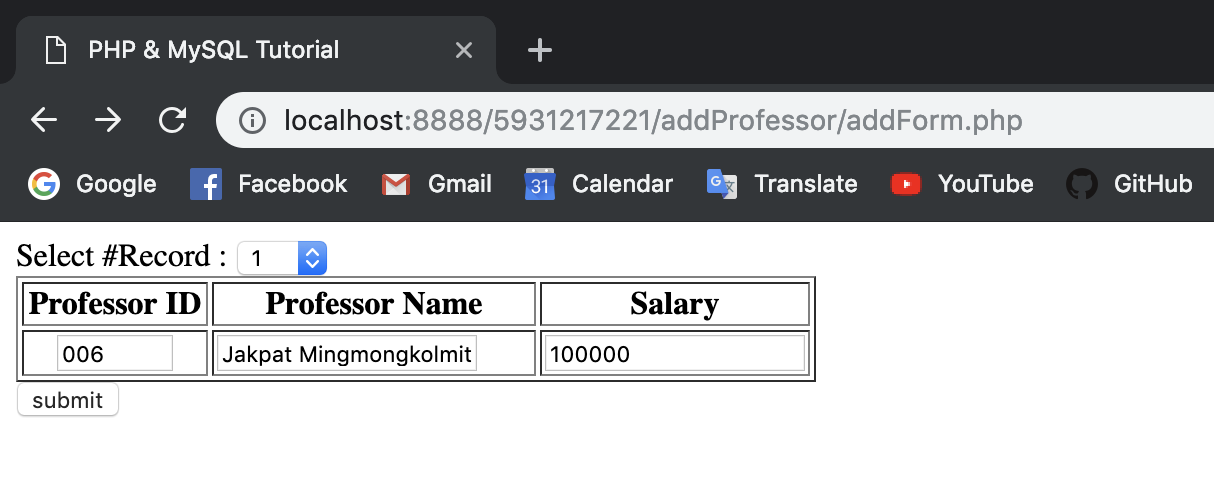 PHP & MySQL Tutorial
localhost:8888/5931217221/addProfessor/addForm.php
Google Facebook Gmail 31 Calendar Translate YouTube GitHub
Select #Record : 1
Professor ID Professor Name Salary
006 Jakpat Mingmongkolmit 100000
submit